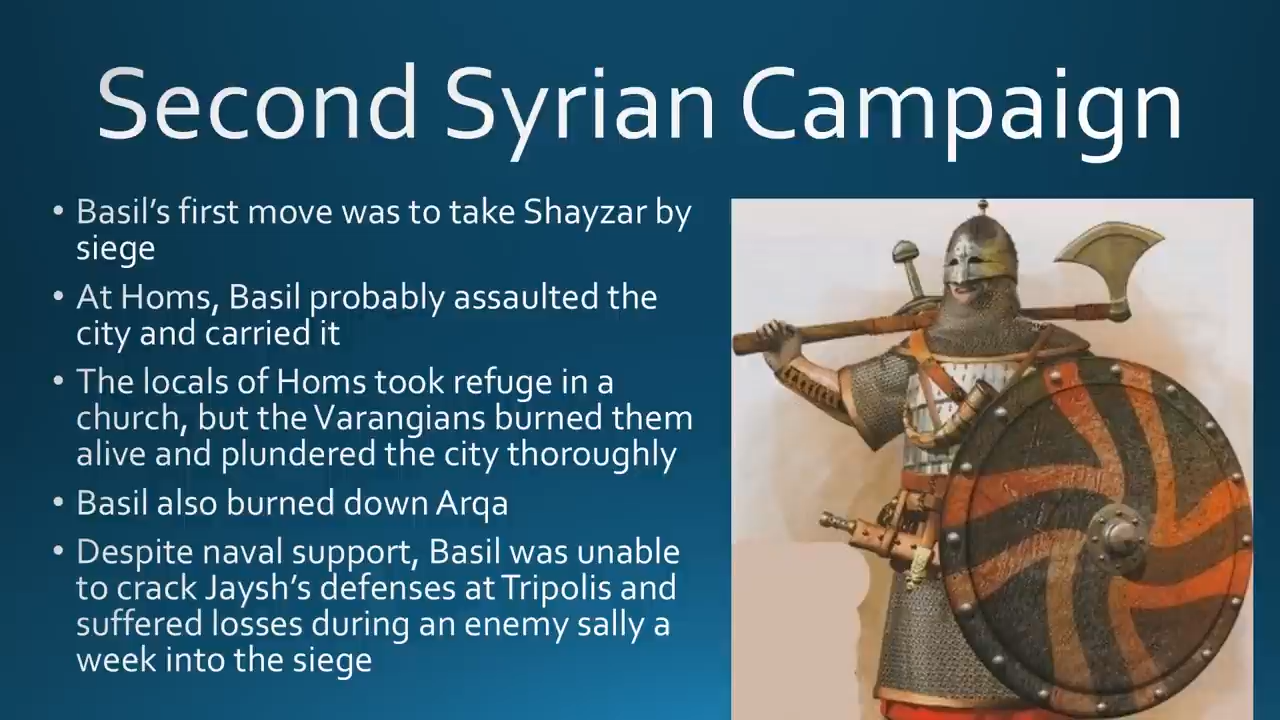 Second Syrian Campaign
• Basil’s first move was to take Shayzar by
siege
• At Homs, Basil probably assaulted the
city and carried it
• The locals of Homs took refuge in a
church, but the Varangians burned them
alive and plundered the city thoroughly
• Basil also burned down Arqa
• Despite naval support, Basil was unable
to crack Jaysh’s defenses at Tripolis and
suffered losses during an enemy sally a
week into the siege